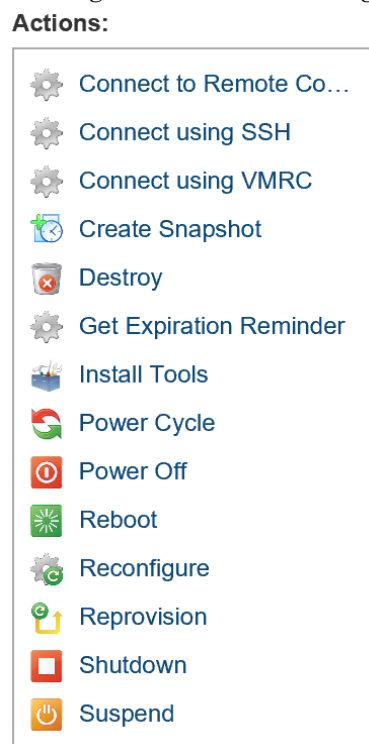 Actions:
Connect to Remote Co...
Connect using SSH
Connect using VMRC
Create Snapshot
Destroy
Get Expiration Reminder
Install Tools
Power Cycle
Power Off
Reboot
Reconfigure
Reprovision
Shutdown
Suspend